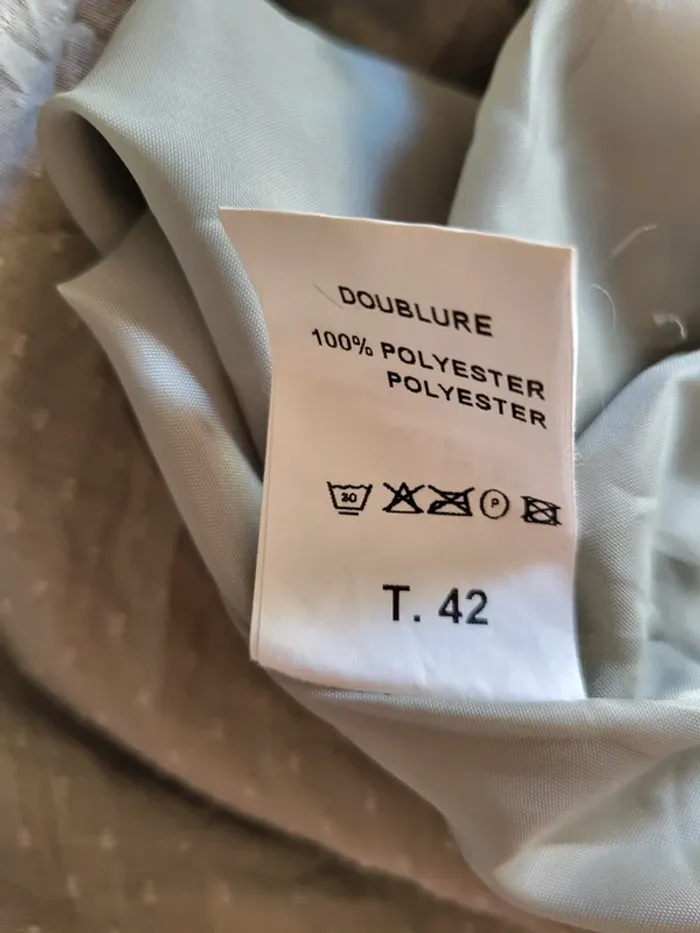 DOUBLURE
100% POLYESTER
POLYESTER
30 P
T. 42